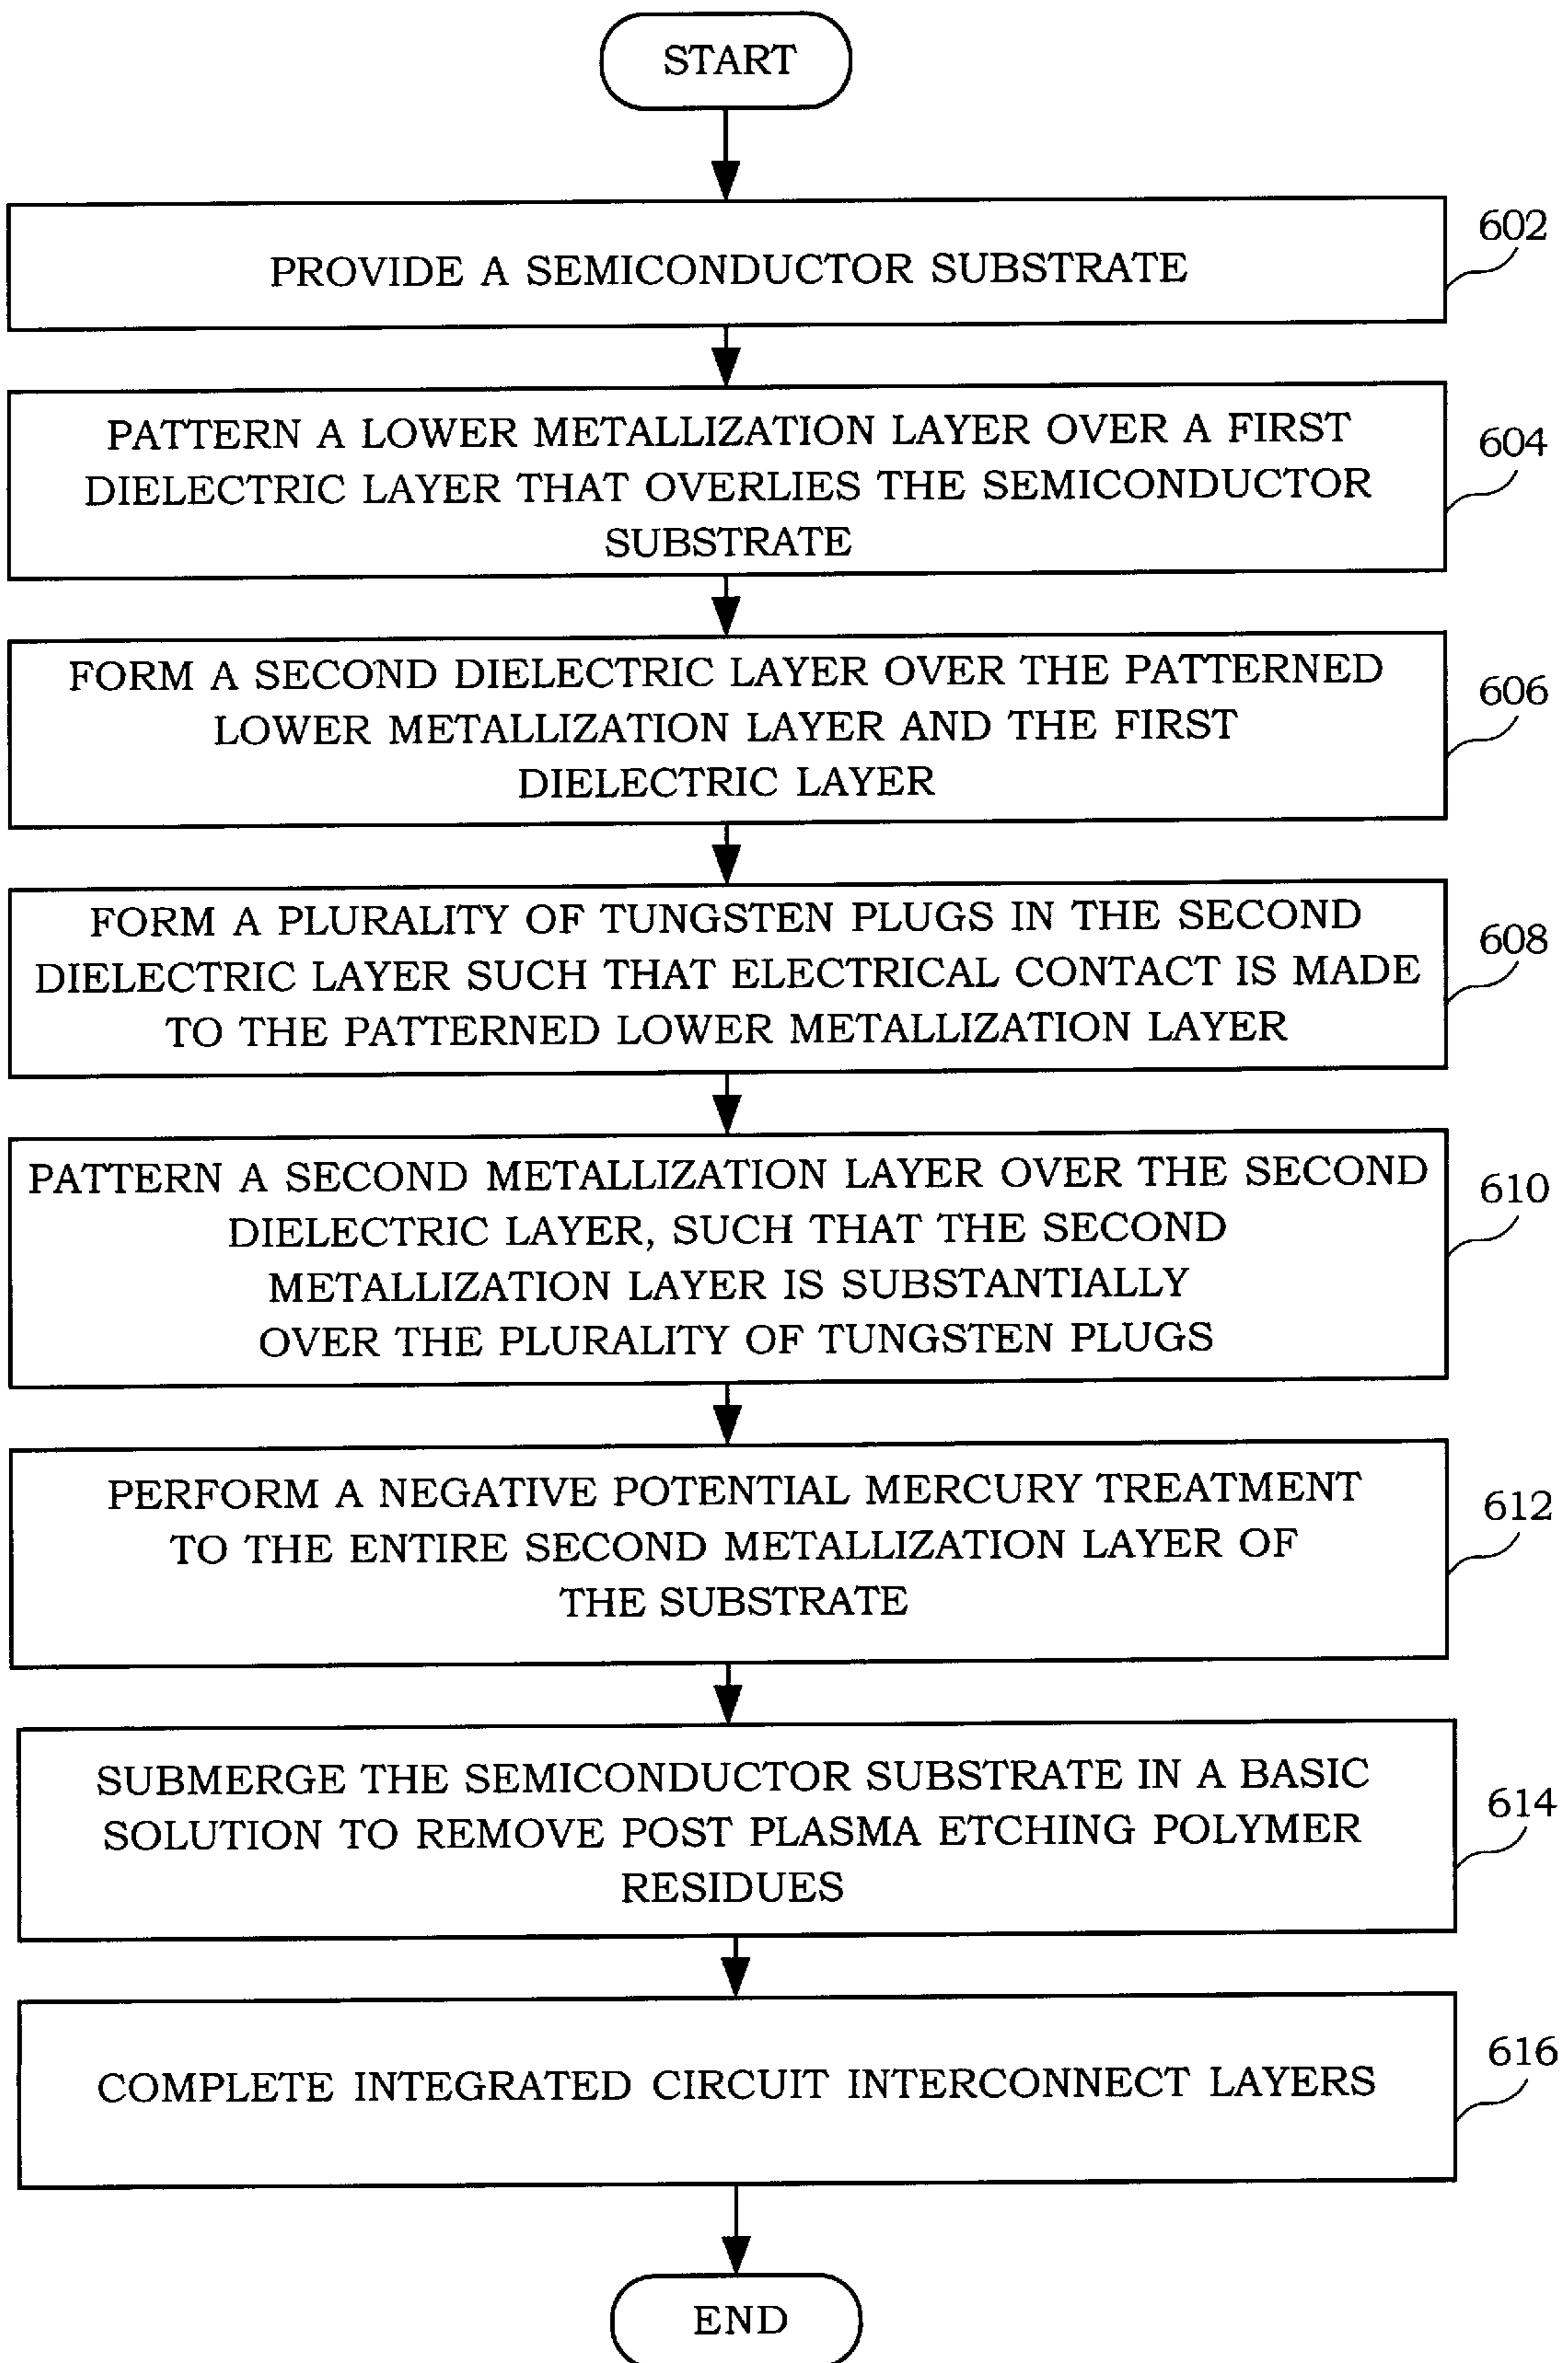 START
602
PROVIDE A SEMICONDUCTOR SUBSTRATE
604
PATTERN A LOWER METALLIZATION LAYER OVER A FIRST
DIELECTRIC LAYER THAT OVERLIES THE SEMICONDUCTOR
SUBSTRATE
606
FORM A SECOND DIELECTRIC LAYER OVER THE PATTERNED
LOWER METALLIZATION LAYER AND THE FIRST
DIELECTRIC LAYER
608
FORM A PLURALITY OF TUNGSTEN PLUGS IN THE SECOND
DIELECTRIC LAYER SUCH THAT ELECTRICAL CONTACT IS MADE
TO THE PATTERNED LOWER METALLIZATION LAYER
610
PATTERN A SECOND METALLIZATION LAYER OVER THE SECOND
DIELECTRIC LAYER, SUCH THAT THE SECOND
METALLIZATION LAYER IS SUBSTANTIALLY
OVER THE PLURALITY OF TUNGSTEN PLUGS
612
PERFORM A NEGATIVE POTENTIAL MERCURY TREATMENT
TO THE ENTIRE SECOND METALLIZATION LAYER OF
THE SUBSTRATE
614
SUBMERGE THE SEMICONDUCTOR SUBSTRATE IN A BASIC
SOLUTION TO REMOVE POST PLASMA ETCHING POLYMER
RESIDUES
616
COMPLETE INTEGRATED CIRCUIT INTERCONNECT LAYERS
END